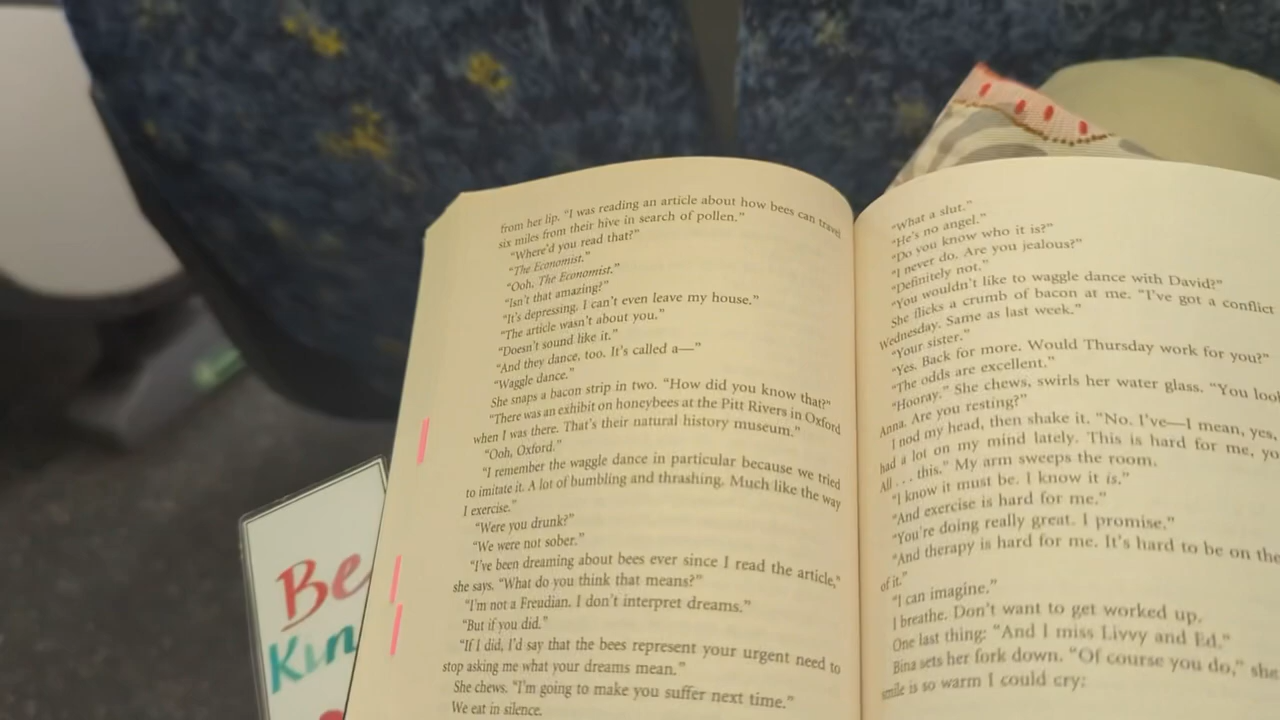 from her lip. "I was reading an article about how bees can travel
six miles from their hive in search of pollen."
"Where'd you read that?"
"The Economist."
"Ooh, The Economist."
"Isn't that amazing?"
"It's depressing. I can't even leave my house."
"The article wasn't about you."
"Doesn't sound like it."
"And they dance, too. It's called a—"
"Waggle dance."
She snaps a bacon strip in two. "How did you know that?"
"There was an exhibit on honeybees at the Pitt Rivers in Oxford
when I was there. That's their natural history museum."
"Ooh, Oxford."
"I remember the waggle dance in particular because we tried
to imitate it. A lot of bumbling and thrashing. Much like the way
I exercise."
"Were you drunk?"
"We were not sober."
"I've been dreaming about bees ever since I read the article,"
she says. "What do you think that means?"
"I'm not a Freudian. I don't interpret dreams."
"But if you did."
"If I did, I'd say that the bees represent your urgent need to
stop asking me what your dreams mean."
She chews. "I'm going to make you suffer next time."
We eat in silence.
"What a slut."
"He's no angel."
"Do you know who it is?"
"I never do. Are you jealous?"
"Definitely not."
"You wouldn't like to waggle dance with David?"
She flicks a crumb of bacon at me. "I've got a conflict
Wednesday. Same as last week."
"Your sister."
"Yes. Back for more. Would Thursday work for you?"
"The odds are excellent."
"Hooray." She chews, swirls her water glass. "You look
Anna. Are you resting?"
I nod my head, then shake it. "No. I've—I mean, yes,
had a lot on my mind lately. This is hard for me, yo
All . . . this." My arm sweeps the room.
"I know it must be. I know it is."
"And exercise is hard for me."
"You're doing really great. I promise."
"And therapy is hard for me. It's hard to be on the
of it."
"I can imagine."
I breathe. Don't want to get worked up.
One last thing: "And I miss Livvy and Ed."
Bina sets her fork down. "Of course you do," she
smile is so warm I could cry.
Be
Kin